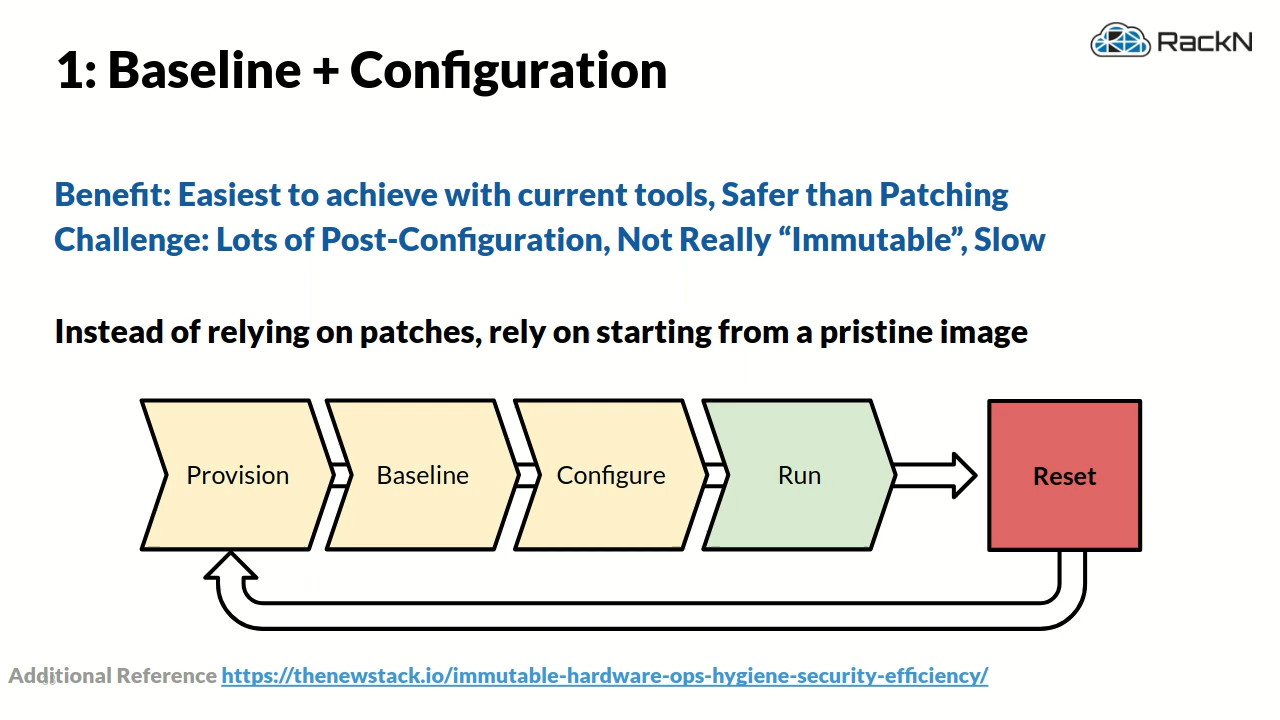 RackN
1: Baseline + Configuration
Benefit: Easiest to achieve with current tools, Safer than Patching
Challenge: Lots of Post-Configuration, Not Really “Immutable”, Slow
Instead of relying on patches, rely on starting from a pristine image
Provision
Baseline
Configure
Run
Reset
Additional Reference https://thenewstack.io/immutable-hardware-ops-hygiene-security-efficiency/